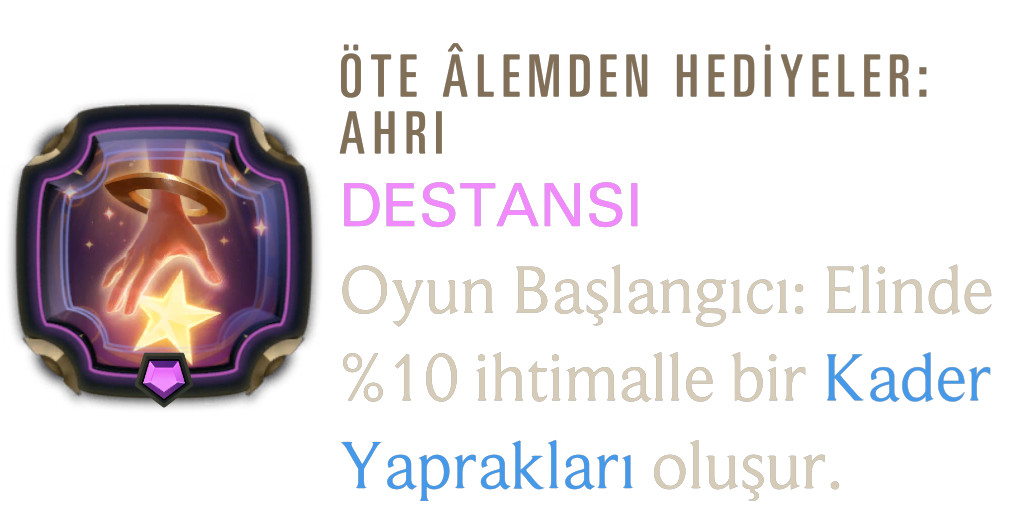 ÖTE ÂLEMDEN HEDİYELER:
AHRI
DESTANSI
Oyun Başlangıcı: Elinde
%10 ihtimalle bir Kader
Yaprakları oluşur.